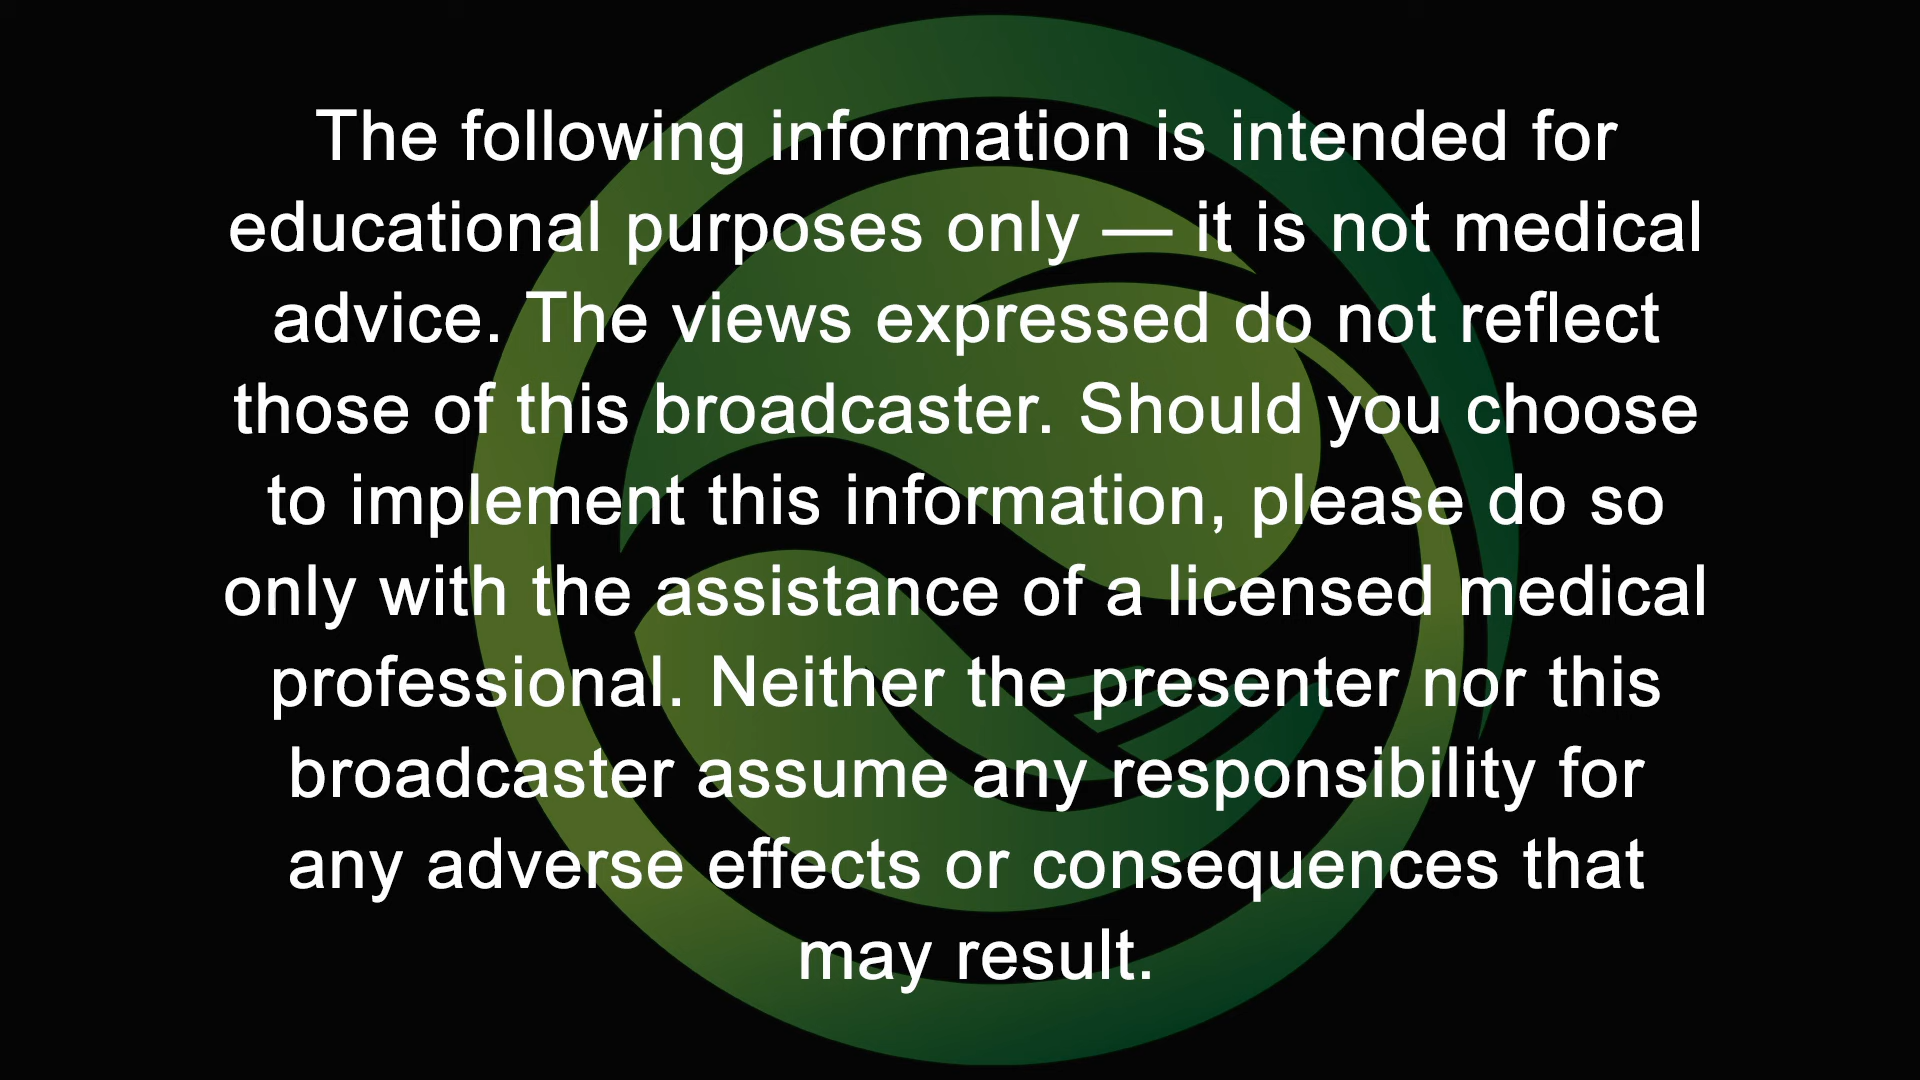 The following information is intended for
educational purposes only — it is not medical
advice. The views expressed do not reflect
those of this broadcaster. Should you choose
to implement this information, please do so
only with the assistance of a licensed medical
professional. Neither the presenter nor this
broadcaster assume any responsibility for
any adverse effects or consequences that
may result.